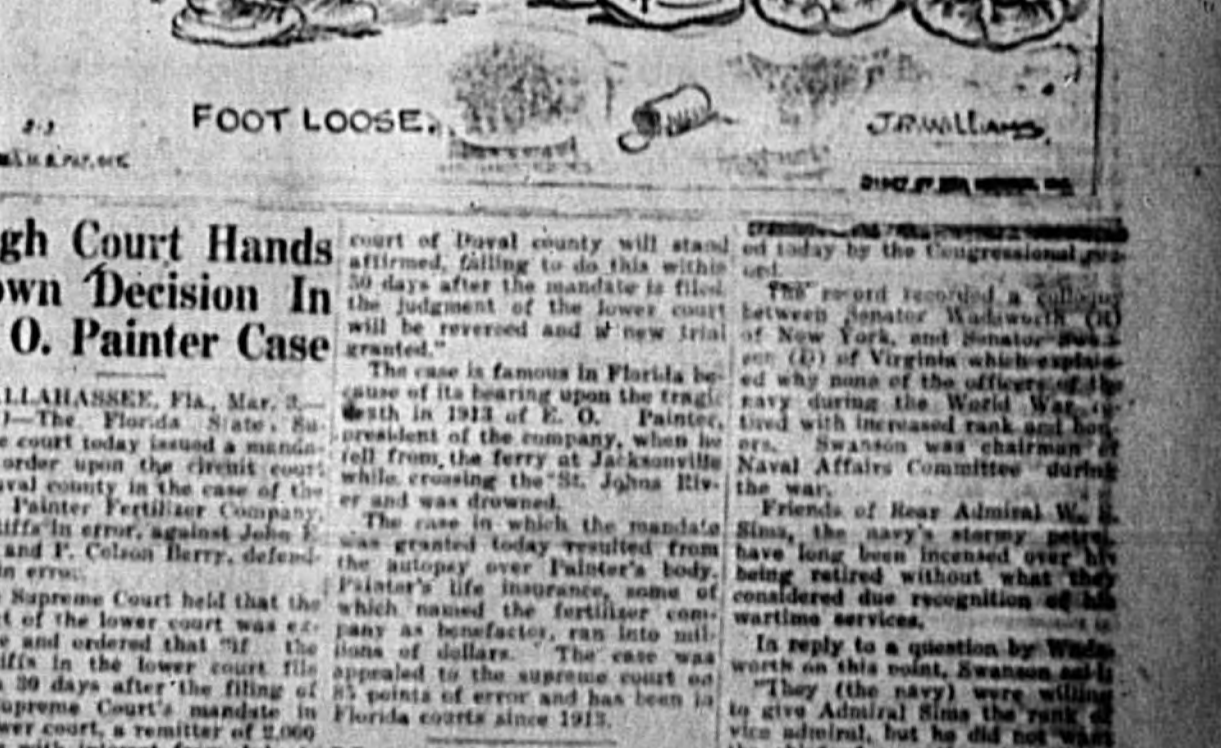 FOOT LOOSE.
J.R.Williams
gh Court Hands
own Decision In
O. Painter Case
LLAHASSEE, Fla., Mar. 3.—
—The Florida State Su-
e court today issued a manda-
order upon the circuit court
val county in the case of the
Painter Fertilizer Company,
iffs in error, against John
and P. Colson Berry, defend-
in error.
Supreme Court held that the
t of the lower court was ex-
e and ordered that "if the
iffs in the lower court file
30 days after the filing of
upreme Court's mandate in
wer court, a remitter of 2,000
with interest from
court of Duval county will stand
affirmed, failing to do this within
30 days after the mandate is filed,
the judgment of the lower court
will be reversed and a new trial
granted."
The case is famous in Florida be-
cause of its bearing upon the tragic
death in 1913 of E. O. Painter,
president of the company, when he
fell from the ferry at Jacksonville
while crossing the St. Johns Riv-
er and was drowned.
The case in which the mandate
was granted today resulted from
the autopsy over Painter's body.
Painter's life insurance, some of
which named the fertilizer com-
pany as benefactor, ran into mil-
lions of dollars. The case was
appealed to the supreme court on
85 points of error and has been in
Florida courts since 1913.
ed today by the Congressional
The record recorded a colloquy
between Senator Wadsworth (R)
of New York, and Senator Swan-
son (D) of Virginia which explain-
ed why none of the officers of the
navy during the World War re-
tired with increased rank and hon-
ors. Swanson was chairman of
Naval Affairs Committee during
the war.
Friends of Rear Admiral W. S.
Sims, the navy's stormy petrel,
have long been incensed over his
being retired without what they
considered due recognition of his
wartime services.
In reply to a question by Wads-
worth on this point, Swanson said:
"They (the navy) were willing
to give Admiral Sims the rank of
vice admiral, but he did not want